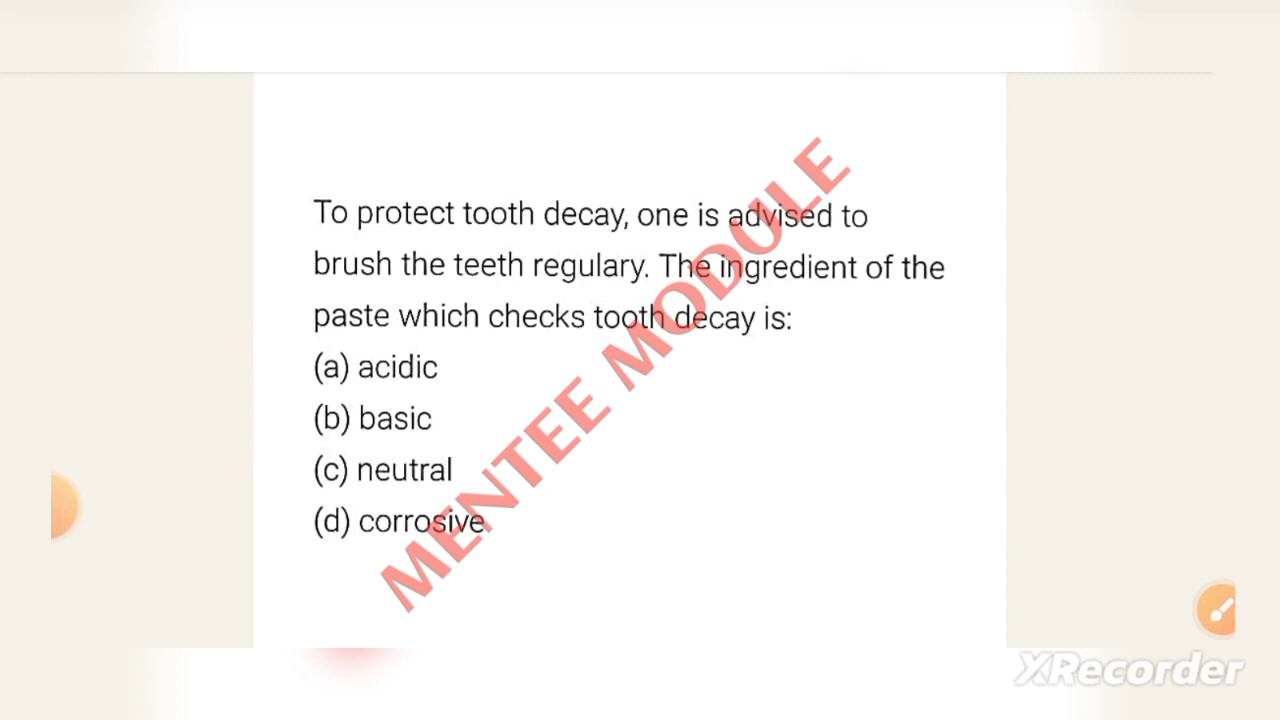 To protect tooth decay, one is advised to
brush the teeth regulary. The ingredient of the
paste which checks tooth decay is:
(a) acidic
(b) basic
(c) neutral
(d) corrosive
MENTEE MODULE
XRecorder